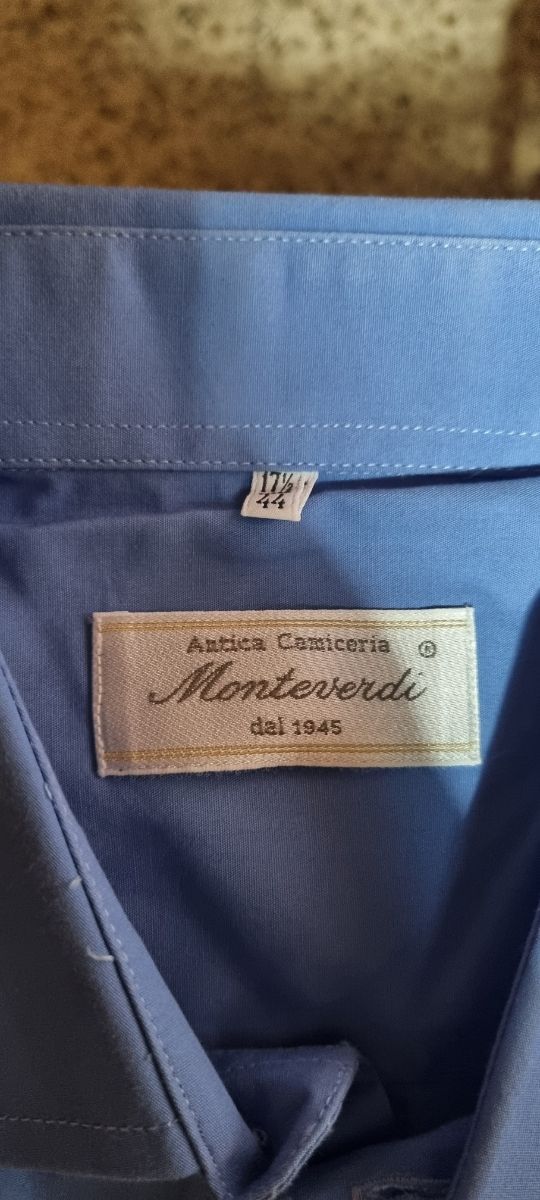 17½
44
Antica Camiceria ®
Monteverdi
dal 1945